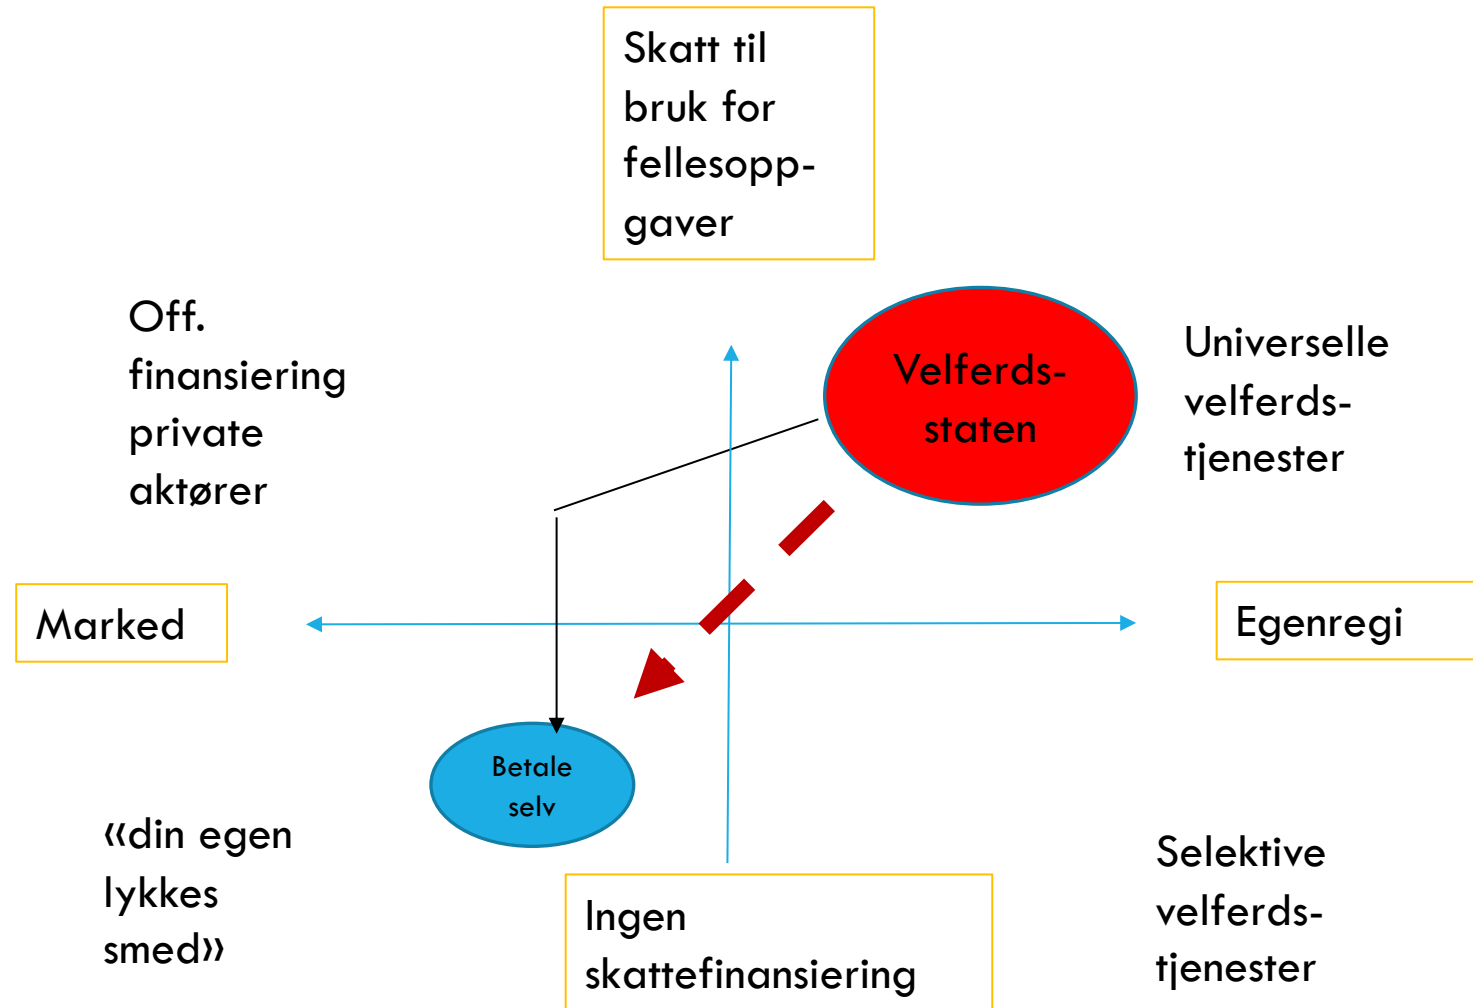 Skatt til
bruk for
fellesopp-
gaver
Off.
finansiering
private
aktører
Velferds-
staten
Universelle
velferds-
tjenester
Marked
Egenregi
Betale
selv
«din egen
lykkes
smed»
Ingen
skattefinansiering
Selektive
velferds-
tjenester